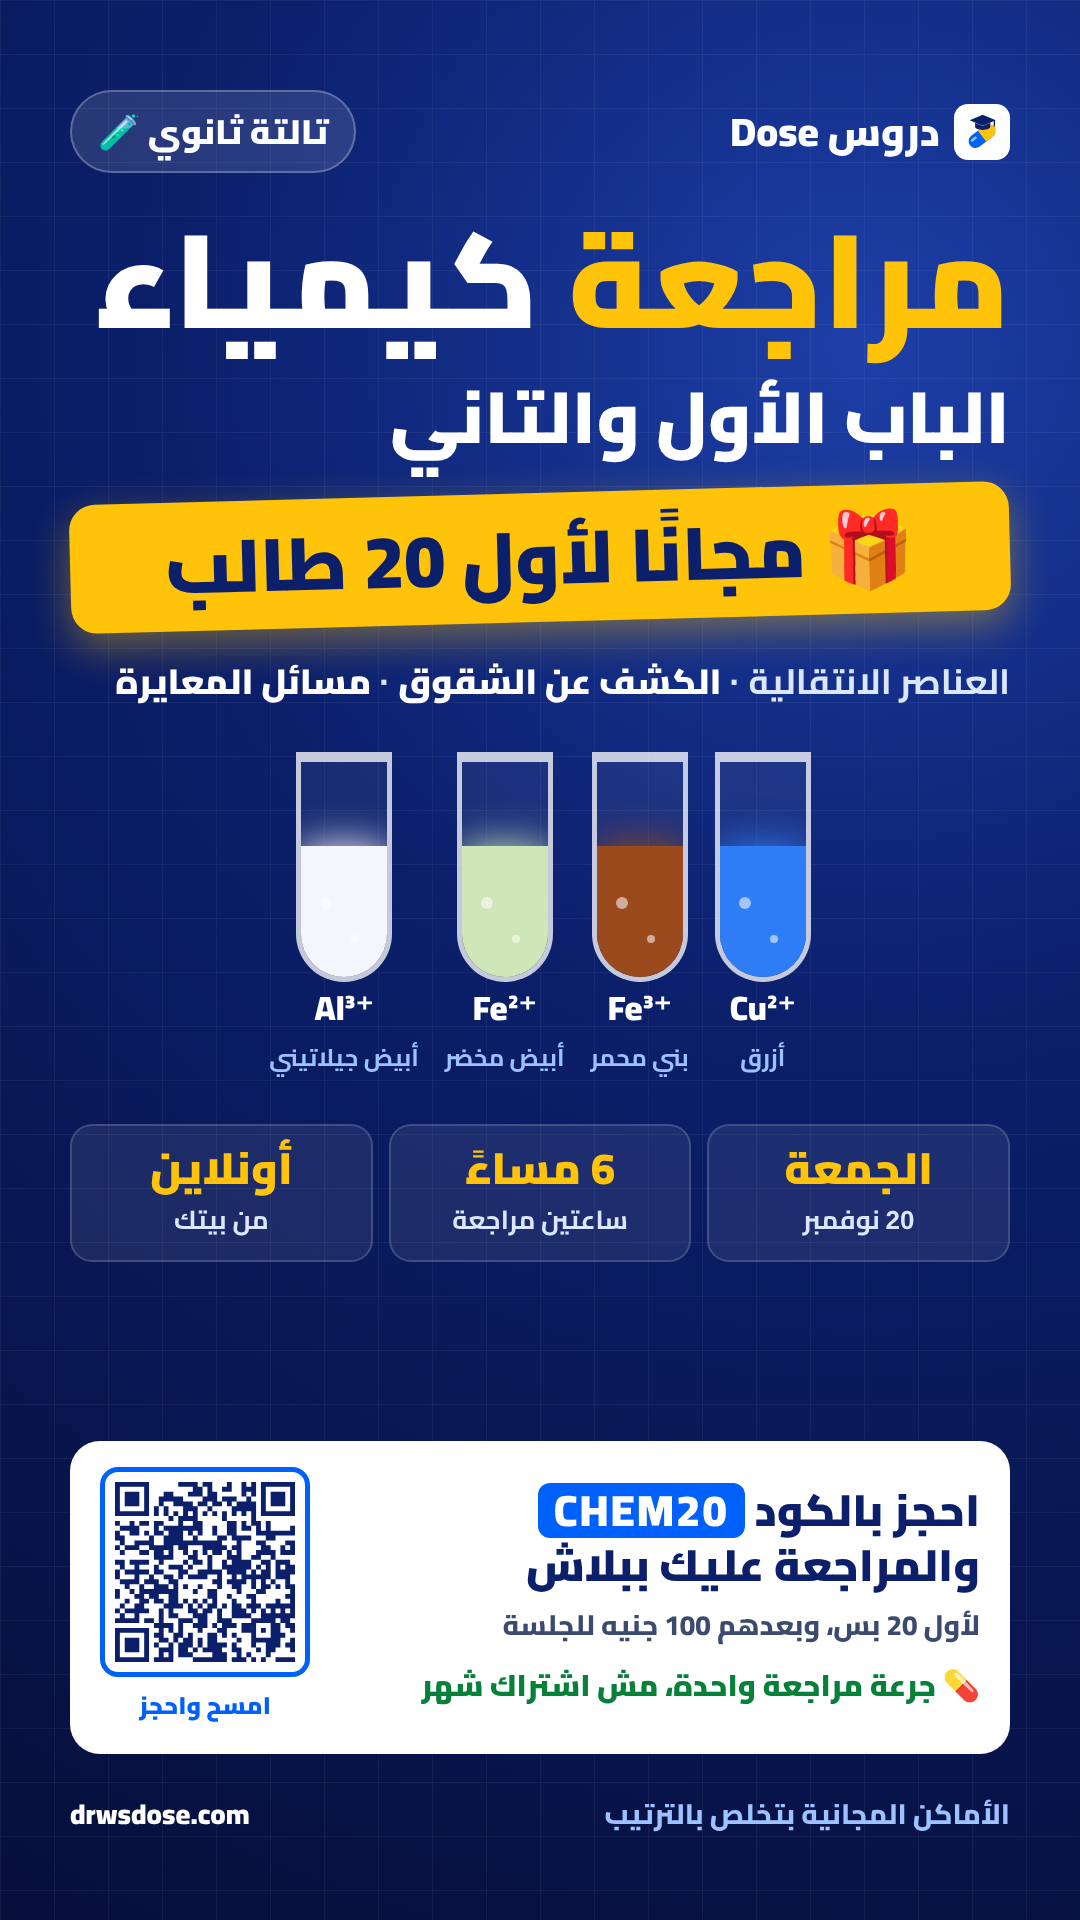 دروس Dose
تالتة ثانوي
مراجعة كيمياء
الباب الأول والتاني
مجانًا لأول 20 طالب
العناصر الانتقالية · الكشف عن الشقوق · مسائل المعايرة
Cu²⁺
أزرق
Fe³⁺
بني محمر
Fe²⁺
أبيض مخضر
Al³⁺
أبيض جيلاتيني
الجمعة
20 نوفمبر
6 مساءً
ساعتين مراجعة
أونلاين
من بيتك
احجز بالكود CHEM20
والمراجعة عليك ببلاش
لأول 20 بس، وبعدهم 100 جنيه للجلسة
جرعة مراجعة واحدة، مش اشتراك شهر
امسح واحجز
الأماكن المجانية بتخلص بالترتيب
drwsdose.com